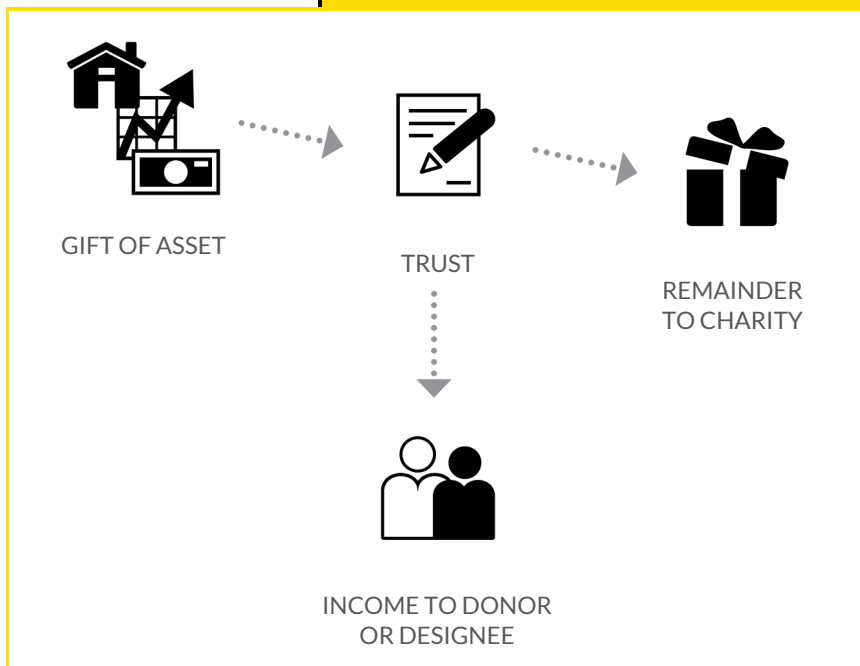 GIFT OF ASSET
TRUST
REMAINDER
TO CHARITY
INCOME TO DONOR
OR DESIGNEE